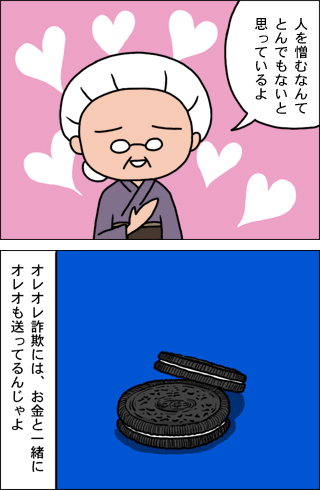 人を憎むなんて
とんでもないと
思っているよ
オレオレ詐欺には、お金と一緒に
オレオも送ってるんじゃよ